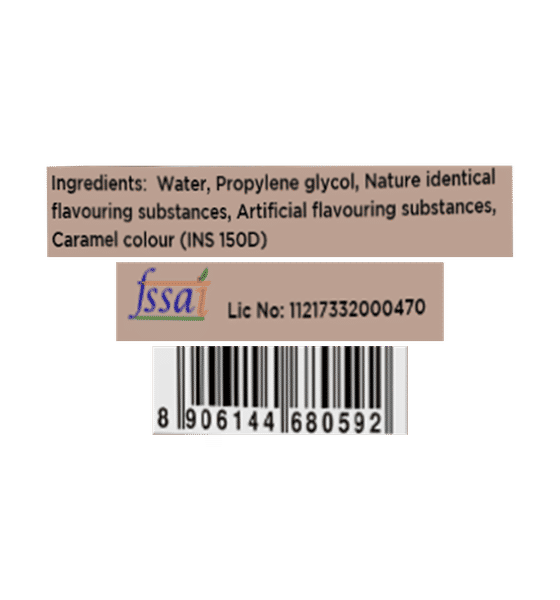 Ingredients: Water, Propylene glycol, Nature identical
flavouring substances, Artificial flavouring substances,
Caramel colour (INS 150D)
fssai
Lic No: 11217332000470
8 906144 680592